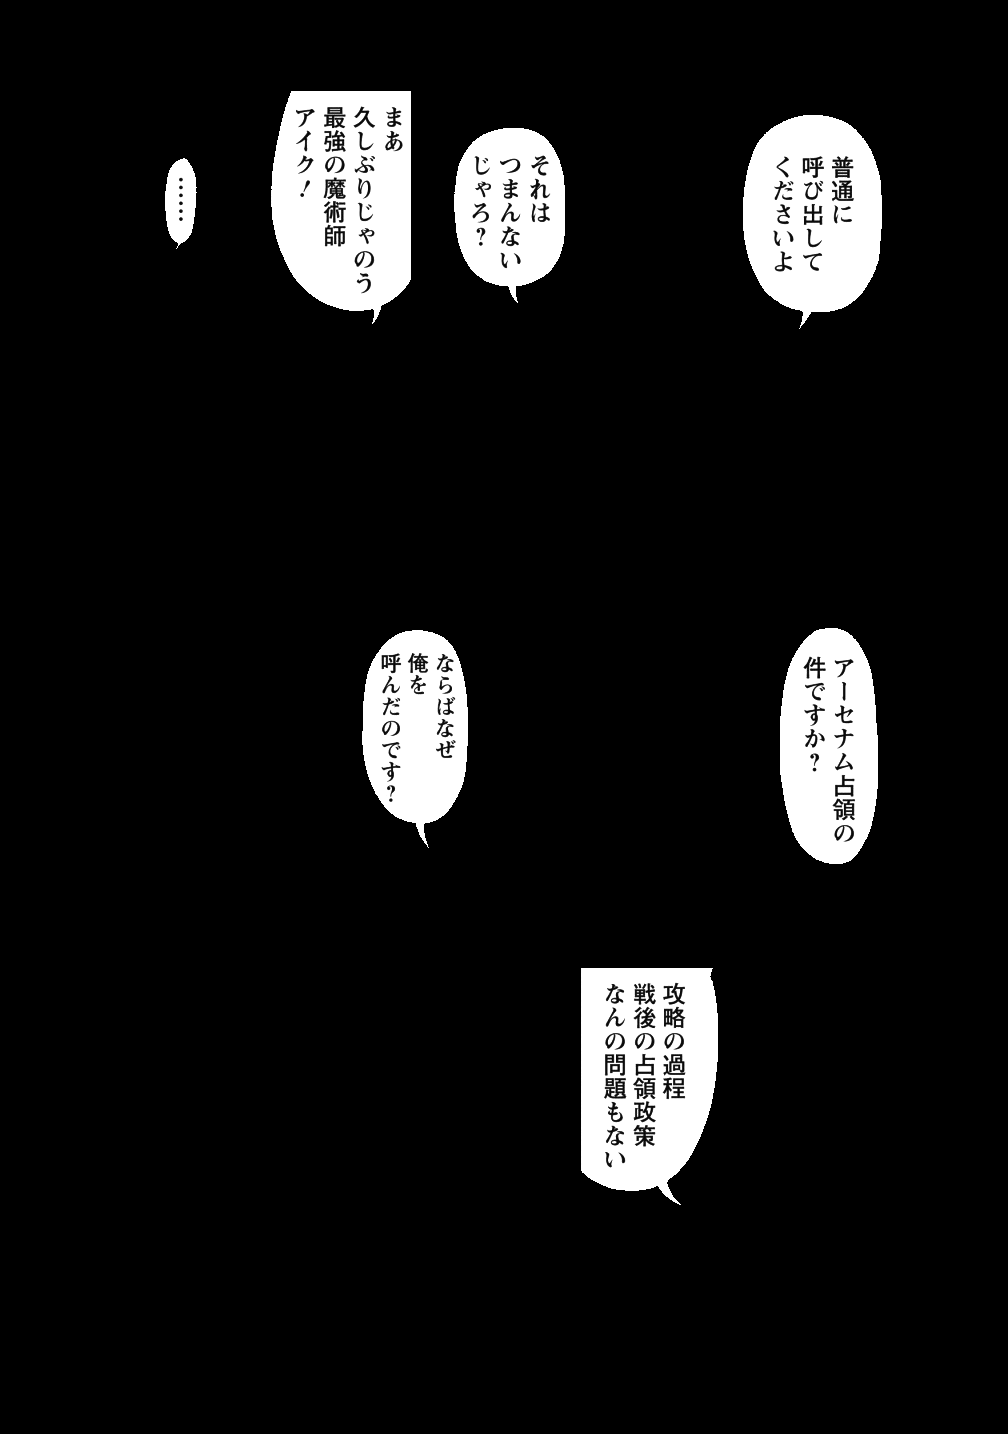 普通に
呼び出して
くださいよ
それは
つまんない
じゃろ？
まあ
久しぶりじゃのう
最強の魔術師
アイク！
……
アーセナム占領の
件ですか？
ならばなぜ
俺を
呼んだのです？
攻略の過程
戦後の占領政策
なんの問題もない